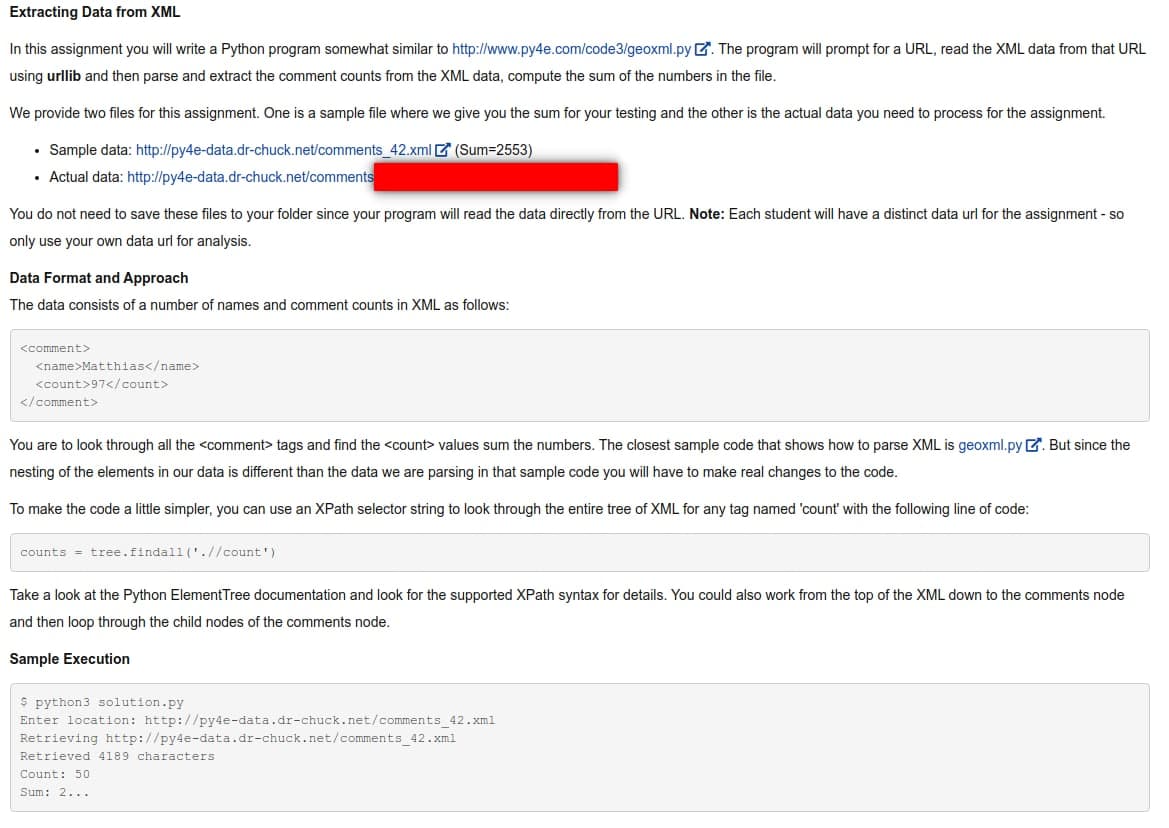 Extracting Data from XML
In this assignment you will write a Python program somewhat similar to http://www.py4e.com/code3/geoxml.py. The program will prompt for a URL, read the XML data from that URL
using urllib and then parse and extract the comment counts from the XML data, compute the sum of the numbers in the file.
We provide two files for this assignment. One is a sample file where we give you the sum for your testing and the other is the actual data you need to process for the assignment.
• Sample data: http://py4e-data.dr-chuck.net/comments_42.xml (Sum=2553)
• Actual data: http://py4e-data.dr-chuck.net/comments
You do not need to save these files to your folder since your program will read the data directly from the URL. Note: Each student will have a distinct data url for the assignment - so
only use your own data url for analysis.
Data Format and Approach
The data consists of a number of names and comment counts in XML as follows:
<comment>
  <name>Matthias</name>
  <count>97</count>
</comment>
You are to look through all the <comment> tags and find the <count> values sum the numbers. The closest sample code that shows how to parse XML is geoxml.py. But since the
nesting of the elements in our data is different than the data we are parsing in that sample code you will have to make real changes to the code.
To make the code a little simpler, you can use an XPath selector string to look through the entire tree of XML for any tag named 'count' with the following line of code:
counts = tree.findall('.//count')
Take a look at the Python ElementTree documentation and look for the supported XPath syntax for details. You could also work from the top of the XML down to the comments node
and then loop through the child nodes of the comments node.
Sample Execution
$ python3 solution.py
Enter location: http://py4e-data.dr-chuck.net/comments_42.xml
Retrieving http://py4e-data.dr-chuck.net/comments_42.xml
Retrieved 4189 characters
Count: 50
Sum: 2...